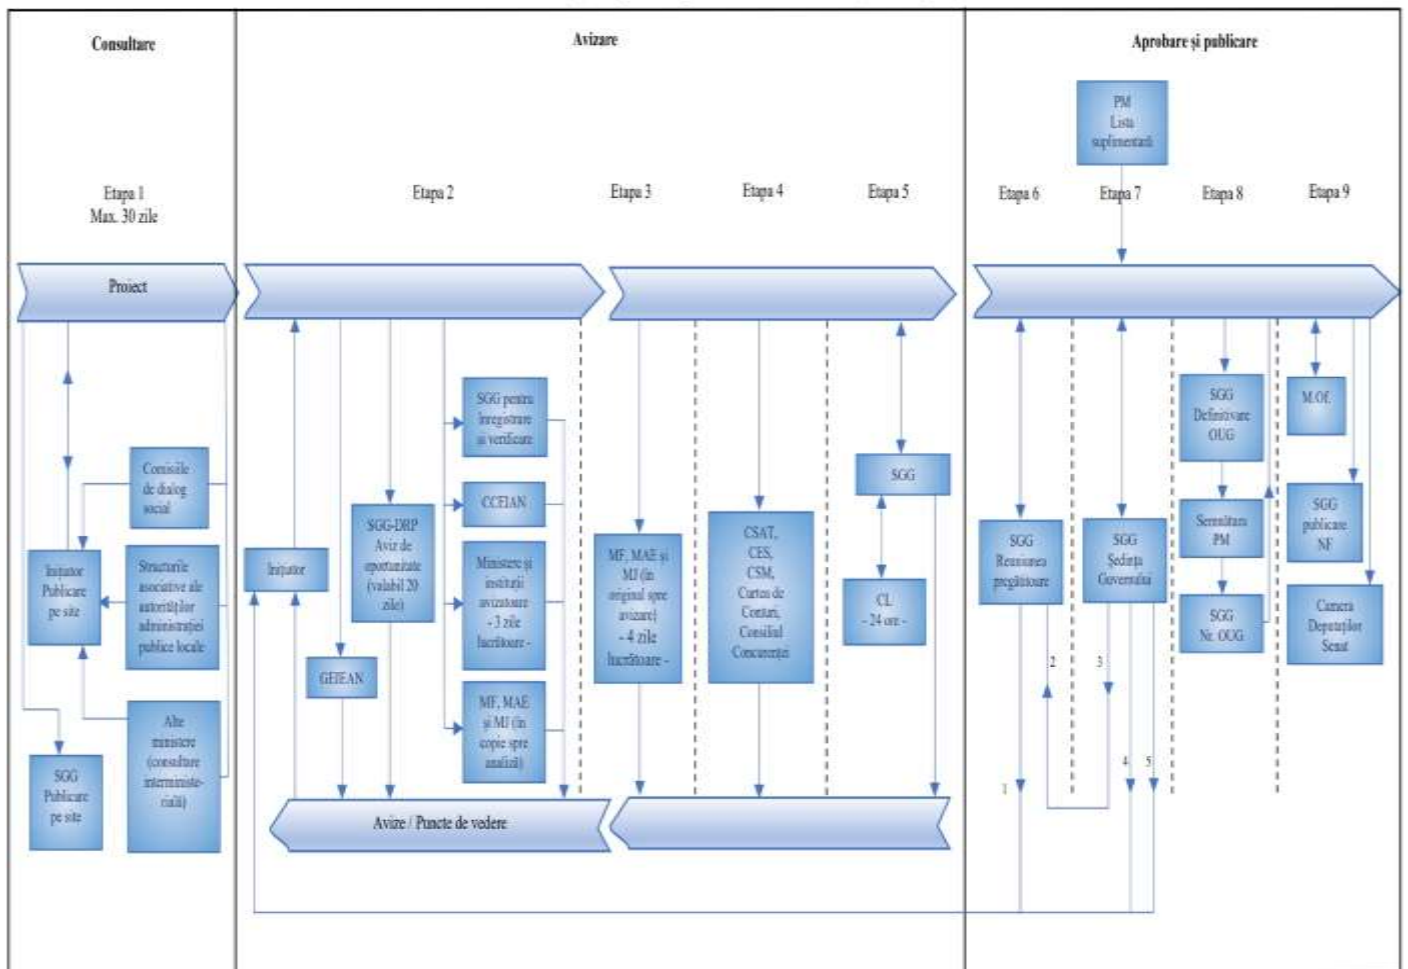 Consultare
Avizare
Aprobare și publicare
PM
Lista
suplimentară
Etapa 1
Max. 30 zile
Etapa 2
Etapa 3
Etapa 4
Etapa 5
Etapa 6
Etapa 7
Etapa 8
Etapa 9
Proiect
Comisiile
de dialog
social
Inițiator
Publicare
pe site
Structurile
asociative ale
autorităților
administrației
publice locale
Alte
ministere
(consultare
interministe-
rială)
SGG
Publicare
pe site
Inițiator
GEIEAN
SGG-DRP
Aviz de
oportunitate
(valabil 20
zile)
SGG pentru
înregistrare
si verificare
CCEIAN
Ministere și
instituții
avizatoare
- 3 zile
lucrătoare -
MF, MAE
și MJ (în
copie spre
analiză)
MF, MAE și
MJ (în
original spre
avizare)
- 4 zile
lucrătoare -
CSAT,
CES,
CSM,
Curtea de
Conturi,
Consiliul
Concurenței
SGG
CL
- 24 ore -
SGG
Reuniunea
pregătitoare
SGG
Ședința
Guvernului
SGG
Definitivare
OUG
Semnătura
PM
SGG
Nr. OUG
M.Of.
SGG
publicare
NF
Camera
Deputaților
Senat
1
2
3
4
5
Avize / Puncte de vedere